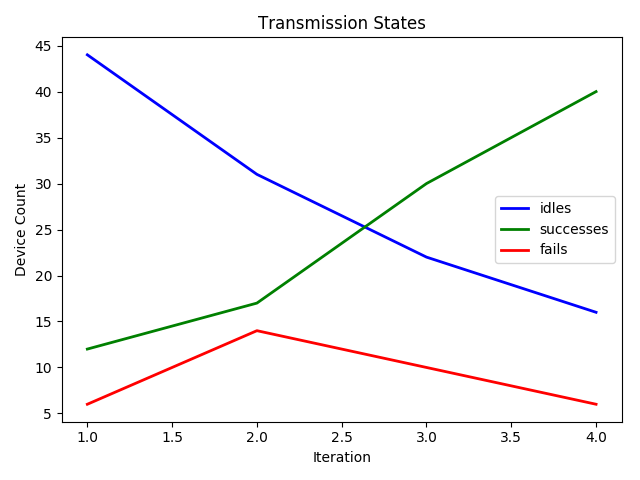 Transmission States
45
40
35
30
25
20
15
10
5
Device Count
idles
successes
fails
1.0 1.5 2.0 2.5 3.0 3.5 4.0
Iteration